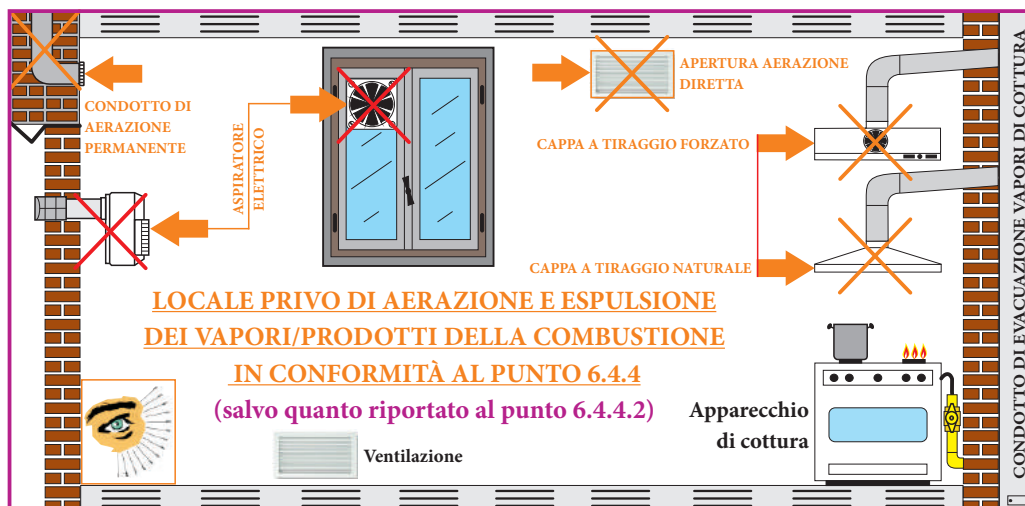 CONDOTTO DI
AERAZIONE
PERMANENTE
ASPIRATORE
ELETTRICO
APERTURA AERAZIONE
DIRETTA
CAPPA A TIRAGGIO FORZATO
CAPPA A TIRAGGIO NATURALE
CONDOTTO DI EVACUAZIONE VAPORI DI COTTURA
LOCALE PRIVO DI AERAZIONE E ESPULSIONE
DEI VAPORI/PRODOTTI DELLA COMBUSTIONE
IN CONFORMITÀ AL PUNTO 6.4.4
(salvo quanto riportato al punto 6.4.4.2)
Ventilazione
Apparecchio
di cottura